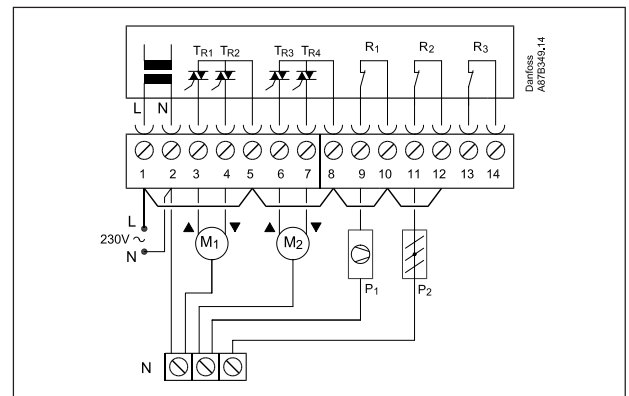 TR1 TR2 TR3 TR4 R1 R2 R3
Danfoss
A87B349.14
L N
1 2 3 4 5 6 7 8 9 10 11 12 13 14
L
230V ~
N
M1 M2
P1 P2
N